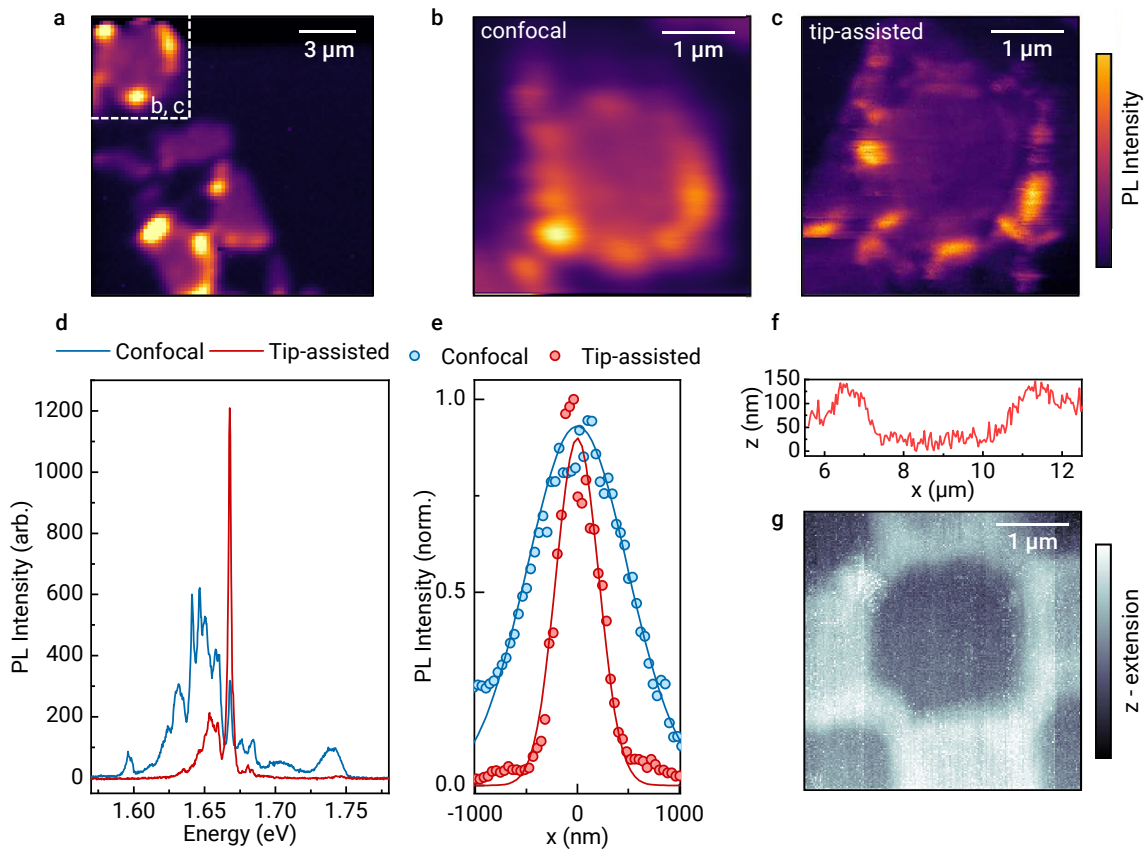 a
3 µm
b, c
b
confocal
1 µm
c
tip-assisted
1 µm
PL Intensity
d
Confocal
Tip-assisted
1200
1000
800
600
400
200
0
PL Intensity (arb.)
1.60
1.65
1.70
1.75
Energy (eV)
e
Confocal
Tip-assisted
1.0
0.5
0.0
PL Intensity (norm.)
-1000
0
1000
x (nm)
f
150
100
50
0
z (nm)
6
8
10
12
x (µm)
g
1 µm
z - extension